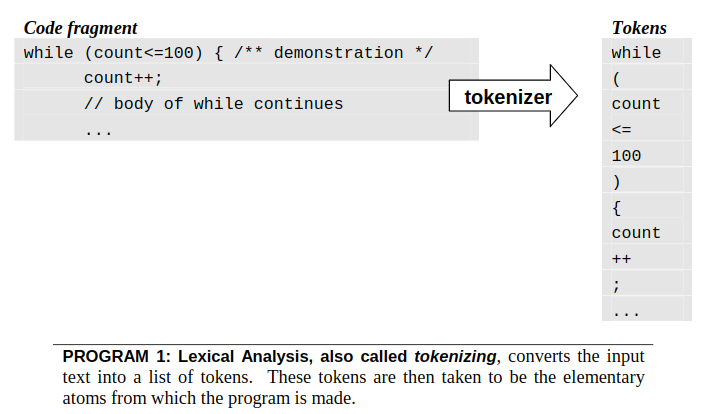 Code fragment
while (count<=100) { /** demonstration */
count++;
// body of while continues
...
tokenizer
Tokens
while
(
count
<=
100
)
{
count
++
;
...
PROGRAM 1: Lexical Analysis, also called tokenizing, converts the input
text into a list of tokens. These tokens are then taken to be the elementary
atoms from which the program is made.